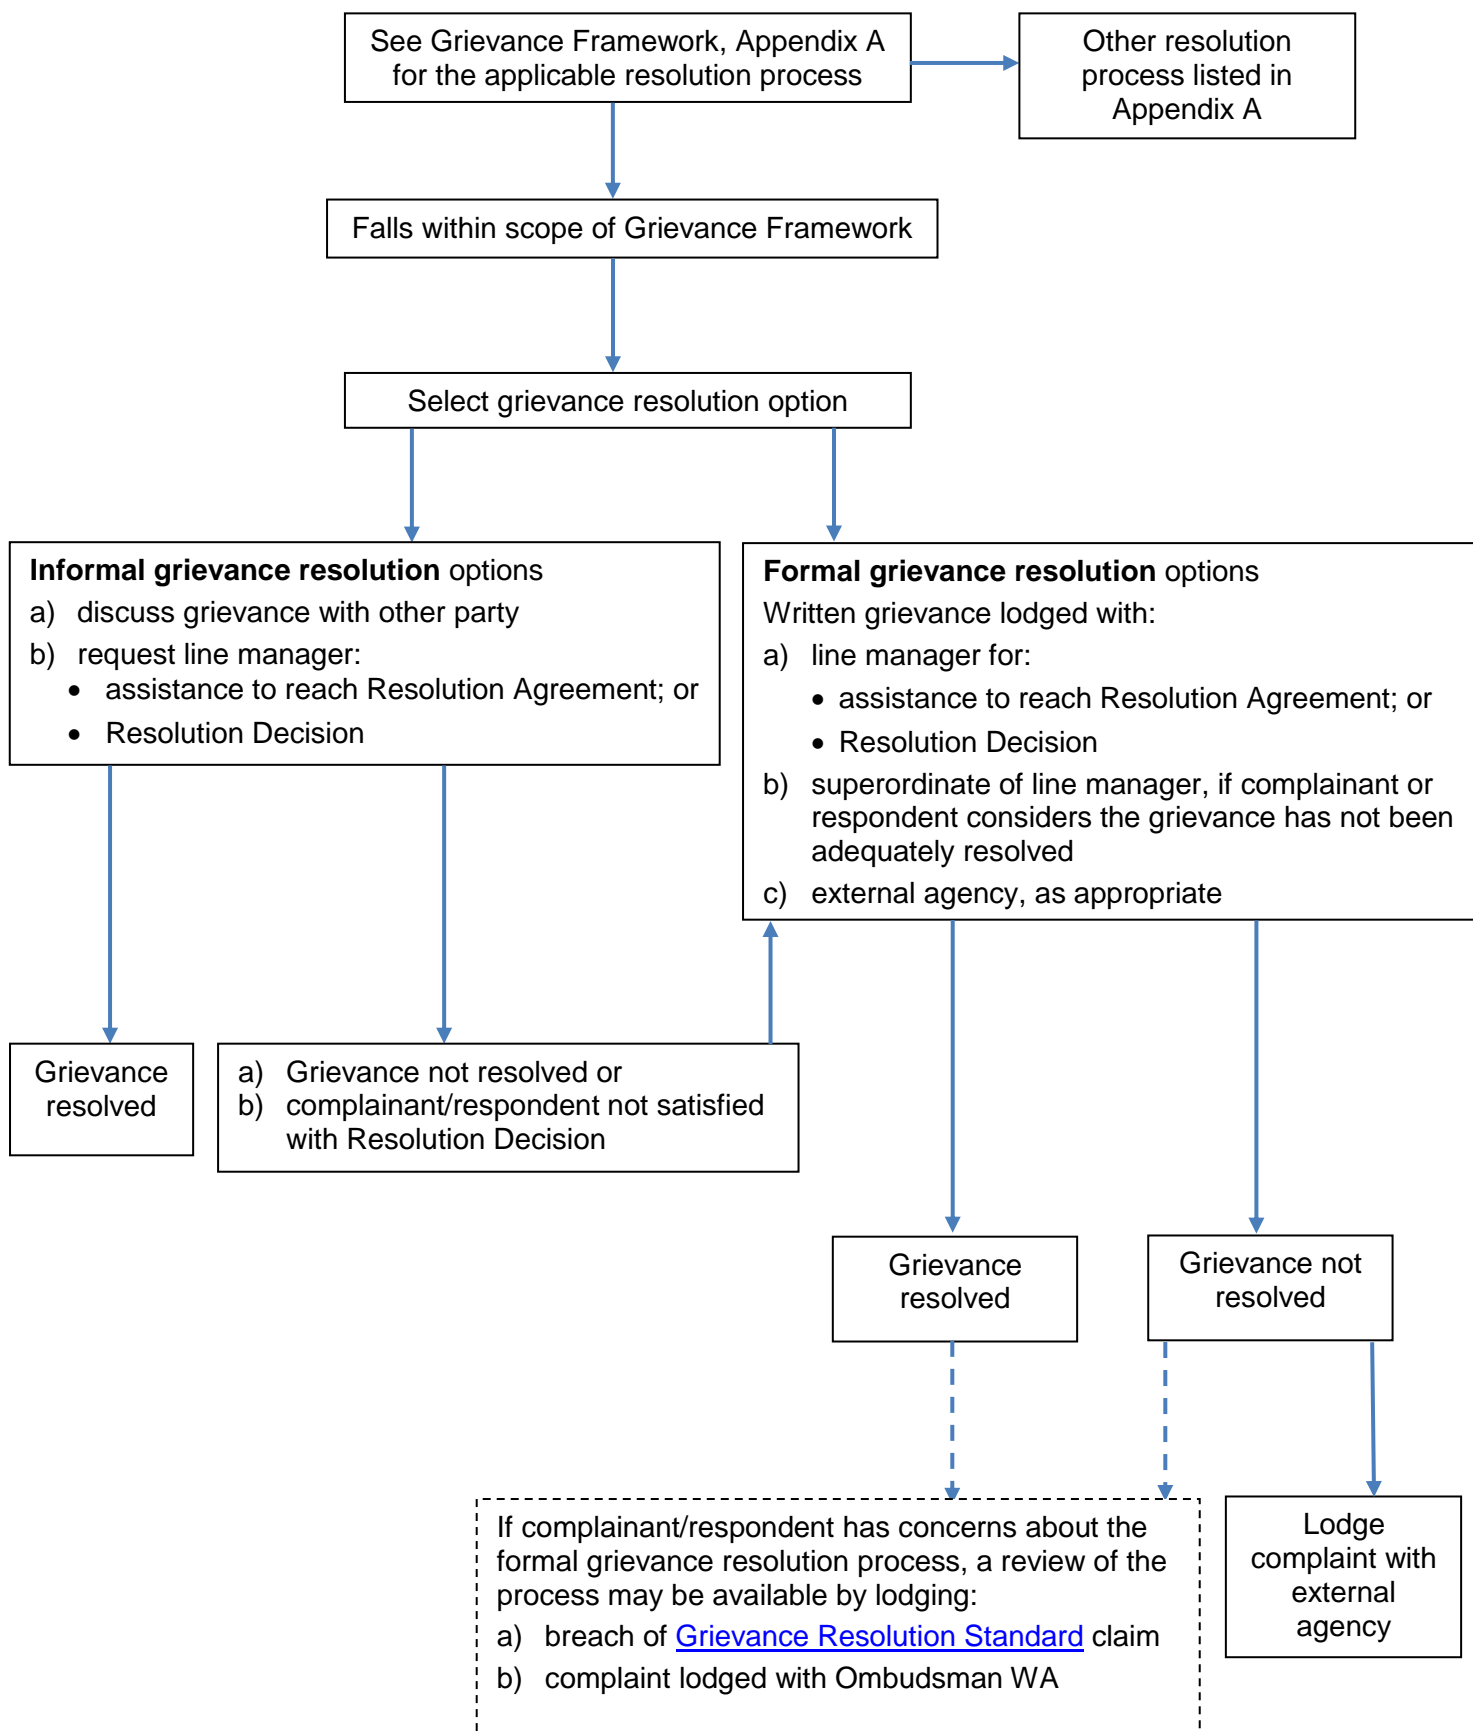 See Grievance Framework, Appendix A
for the applicable resolution process
Other resolution
process listed in
Appendix A
Falls within scope of Grievance Framework
Select grievance resolution option
Informal grievance resolution options
a) discuss grievance with other party
b) request line manager:
• assistance to reach Resolution Agreement; or
• Resolution Decision
Formal grievance resolution options
Written grievance lodged with:
a) line manager for:
• assistance to reach Resolution Agreement; or
• Resolution Decision
b) superordinate of line manager, if complainant or
respondent considers the grievance has not been
adequately resolved
c) external agency, as appropriate
Grievance
resolved
a) Grievance not resolved or
b) complainant/respondent not satisfied
with Resolution Decision
Grievance
resolved
Grievance not
resolved
If complainant/respondent has concerns about the
formal grievance resolution process, a review of the
process may be available by lodging:
a) breach of Grievance Resolution Standard claim
b) complaint lodged with Ombudsman WA
Lodge
complaint with
external
agency